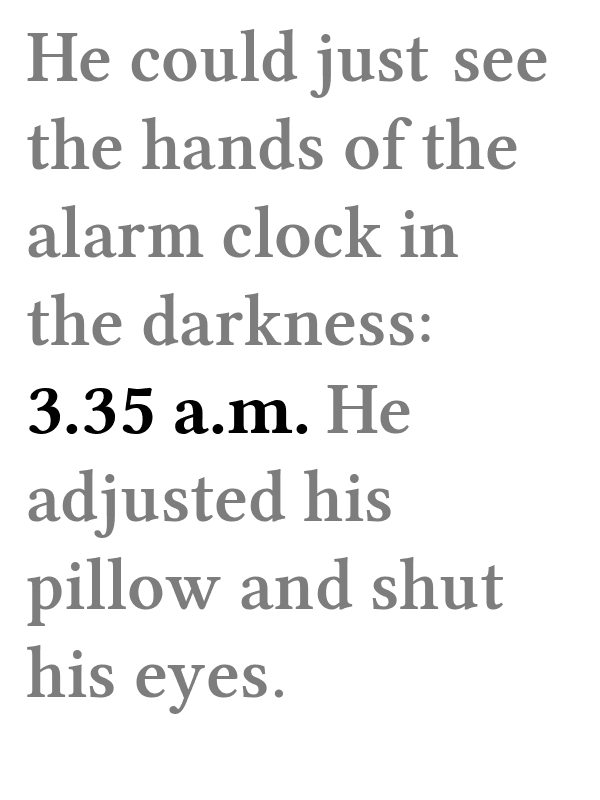 He could just see
the hands of the
alarm clock in
the darkness:
3.35 a.m. He
adjusted his
pillow and shut
his eyes.